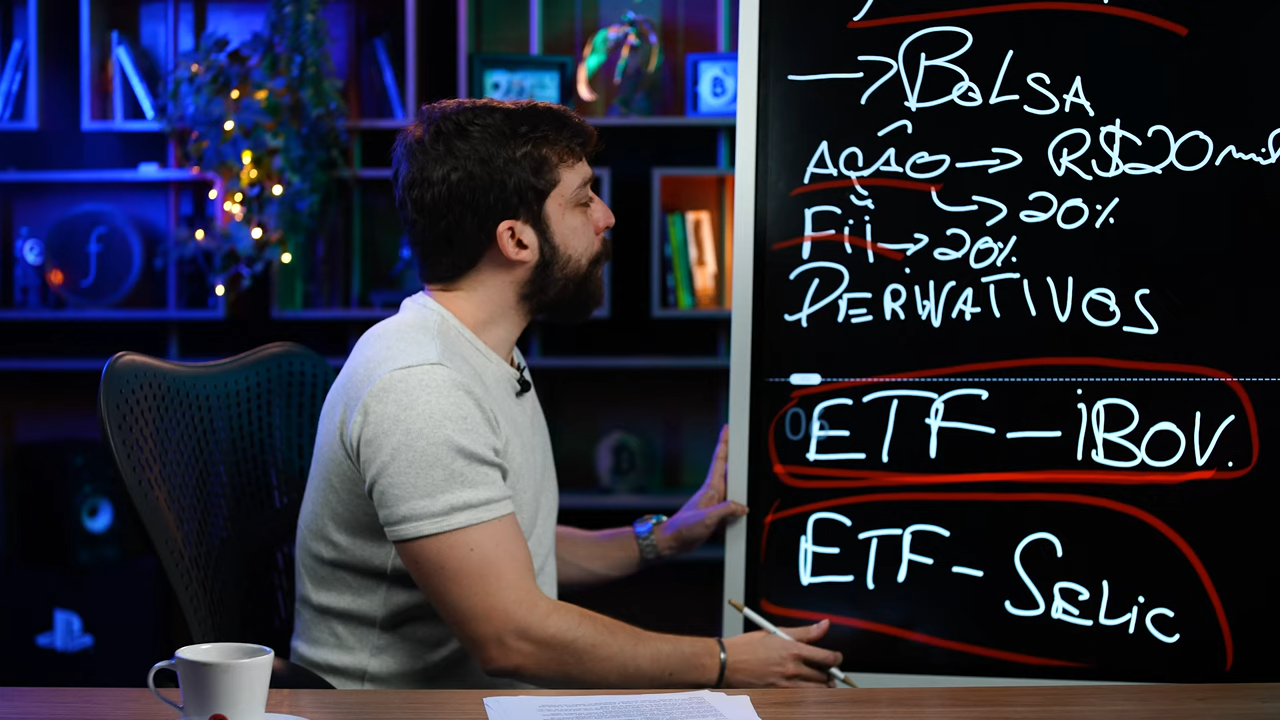 → BOLSA
AÇÃO → R$20 mil
↳ 20%
Fii → 20%
DERIVATIVOS
ETF - iBOV.
ETF - SELic